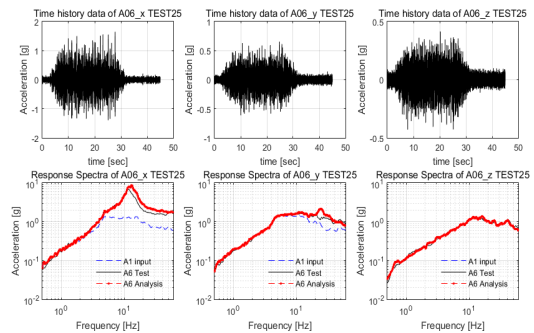 Time history data of A06_x TEST25
Time history data of A06_y TEST25
Time history data of A06_z TEST25
Acceleration [g]
2
1
0
-1
-2
0 10 20 30 40 50
time [sec]
Acceleration [g]
1
0.5
0
-0.5
-1
0 10 20 30 40 50
time [sec]
Acceleration [g]
0.5
0
-0.5
0 10 20 30 40 50
time [sec]
Response Spectra of A06_x TEST25
Response Spectra of A06_y TEST25
Response Spectra of A06_z TEST25
Acceleration [g]
10^1
10^0
10^-1
10^-2
A1 input
A6 Test
A6 Analysis
10^0 10^1
Frequency [Hz]
Acceleration [g]
10^1
10^0
10^-1
10^-2
A1 input
A6 Test
A6 Analysis
10^0 10^1
Frequency [Hz]
Acceleration [g]
10^1
10^0
10^-1
10^-2
A1 input
A6 Test
A6 Analysis
10^0 10^1
Frequency [Hz]